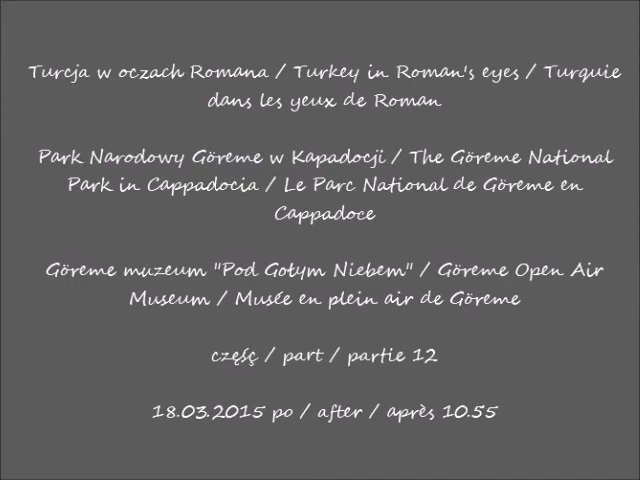 Turcja w oczach Romana / Turkey in Roman's eyes / Turquie
dans les yeux de Roman
Park Narodowy Göreme w Kapadocji / The Göreme National
Park in Cappadocia / Le Parc National de Göreme en
Cappadoce
Göreme muzeum "Pod Gołym Niebem" / Göreme Open Air
Museum / Musée en plein air de Göreme
część / part / partie 12
18.03.2015 po / after / après 10.55